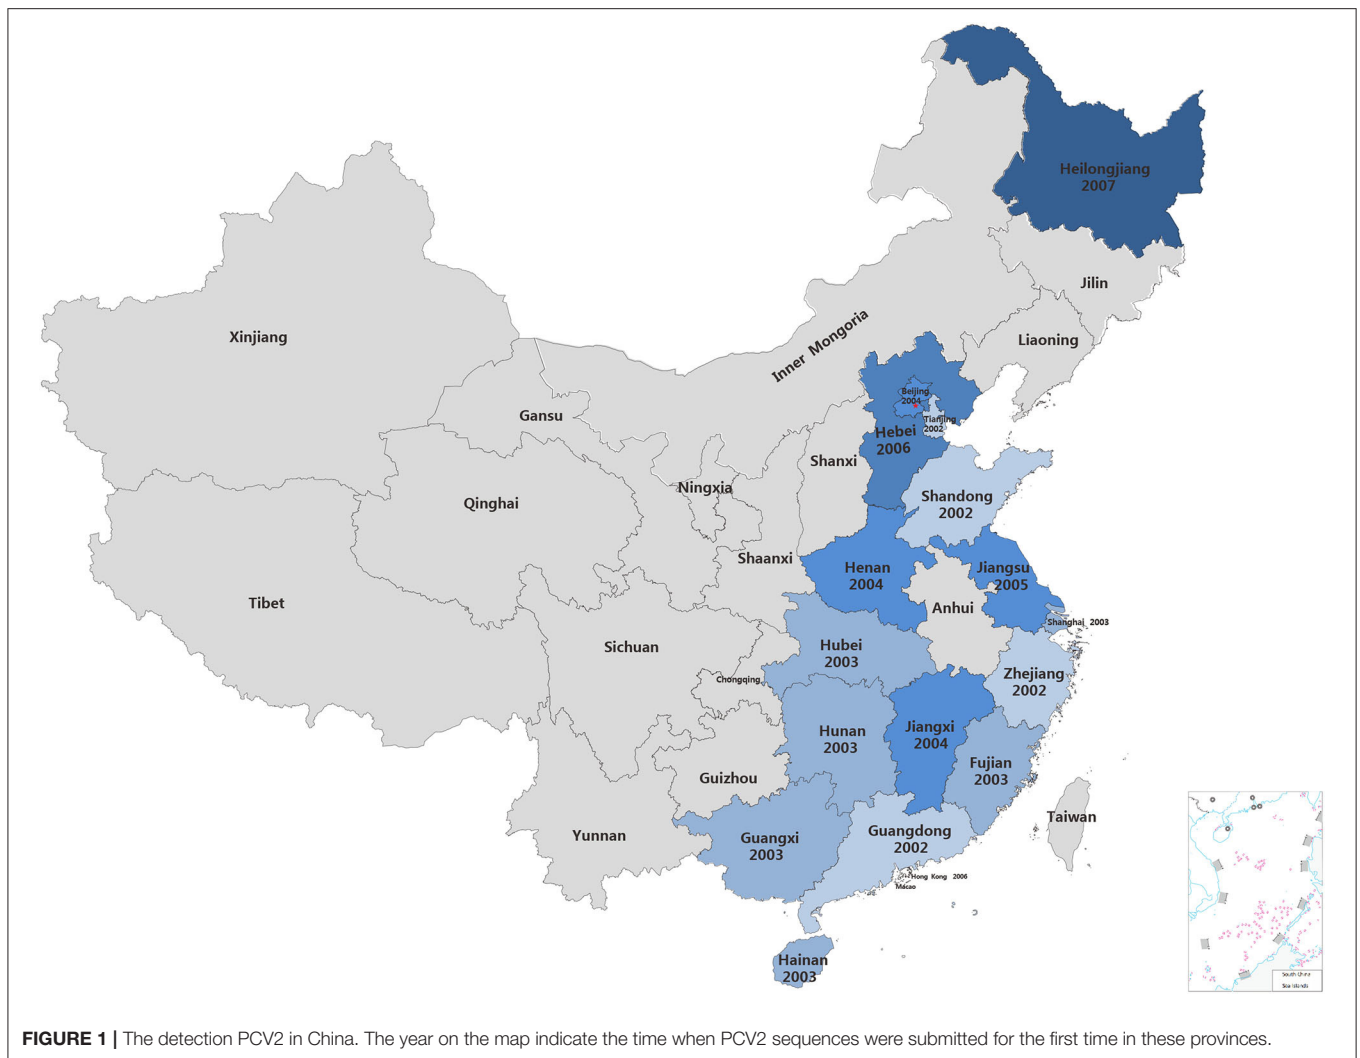 Heilongjiang
2007
Jilin
Xinjiang
Inner Mongoria
Liaoning
Beijing
2004
Gansu
Tianjing
2002
Hebei
2006
Shanxi
Ningxia
Qinghai
Shandong
2002
Shaanxi
Henan
2004
Jiangsu
2005
Tibet
Anhui
Shanghai 2003
Sichuan
Hubei
2003
Chongqing
Zhejiang
2002
Hunan
2003
Jiangxi
2004
Fujian
2003
Guizhou
Taiwan
Yunnan
Guangxi
2003
Guangdong
2002
Hong Kong 2006
Macao
Hainan
2003
South China
Sea Islands
FIGURE 1 | The detection PCV2 in China. The year on the map indicate the time when PCV2 sequences were submitted for the first time in these provinces.